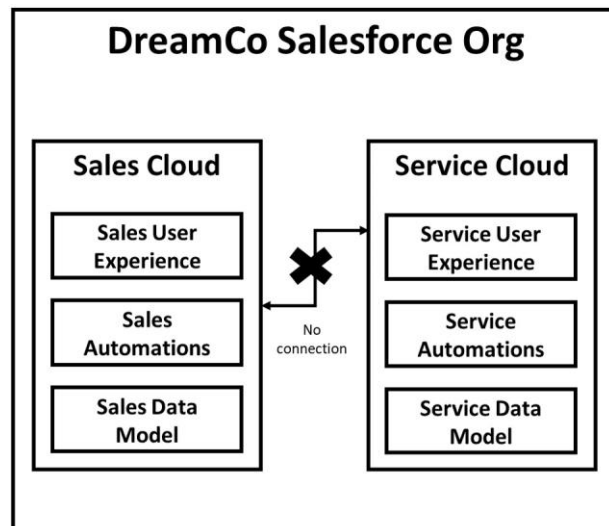 DreamCo Salesforce Org
Sales Cloud
Sales User
Experience
Sales
Automations
Sales Data
Model
No
connection
Service Cloud
Service User
Experience
Service
Automations
Service Data
Model